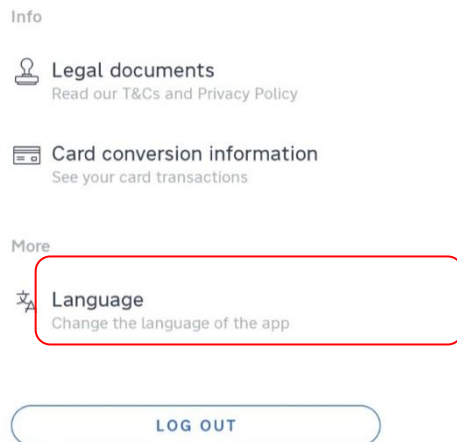 Info
Legal documents
Read our T&Cs and Privacy Policy
Card conversion information
See your card transactions
More
Language
Change the language of the app
LOG OUT